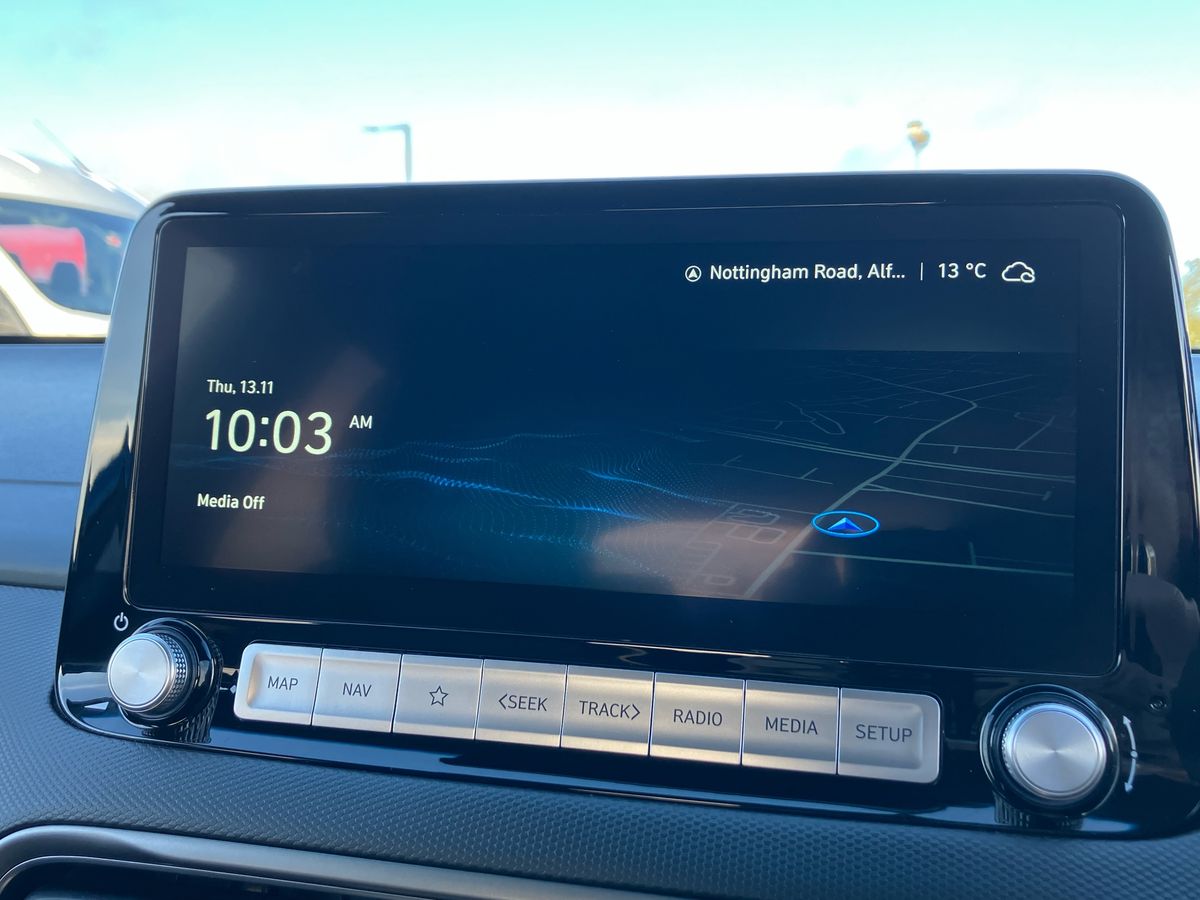 Nottingham Road, Alf... | 13 °C
Thu, 13.11
10:03 AM
Media Off
MAP NAV <SEEK TRACK> RADIO MEDIA SETUP